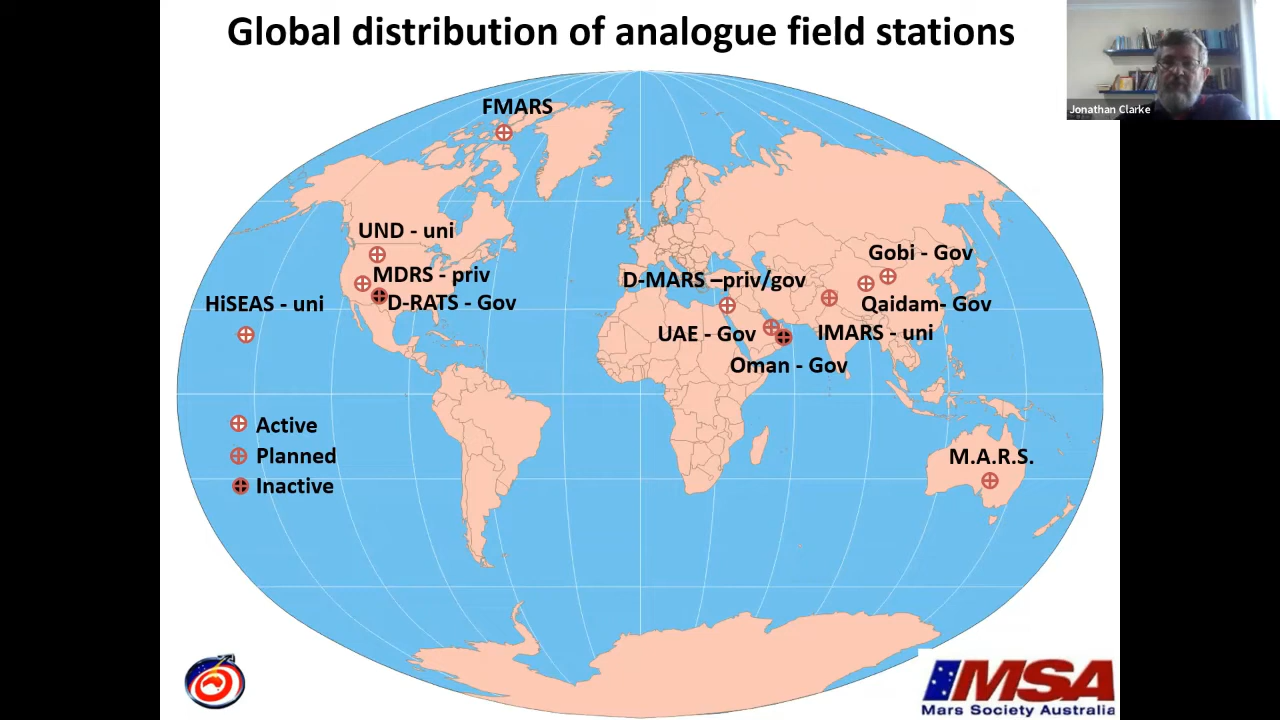 Global distribution of analogue field stations
Jonathan Clarke
FMARS
UND - uni
MDRS - priv
D-RATS - Gov
HiSEAS - uni
Gobi - Gov
D-MARS –priv/gov
Qaidam- Gov
UAE - Gov
IMARS - uni
Oman - Gov
Active
Planned
Inactive
M.A.R.S.
MSA
Mars Society Australia